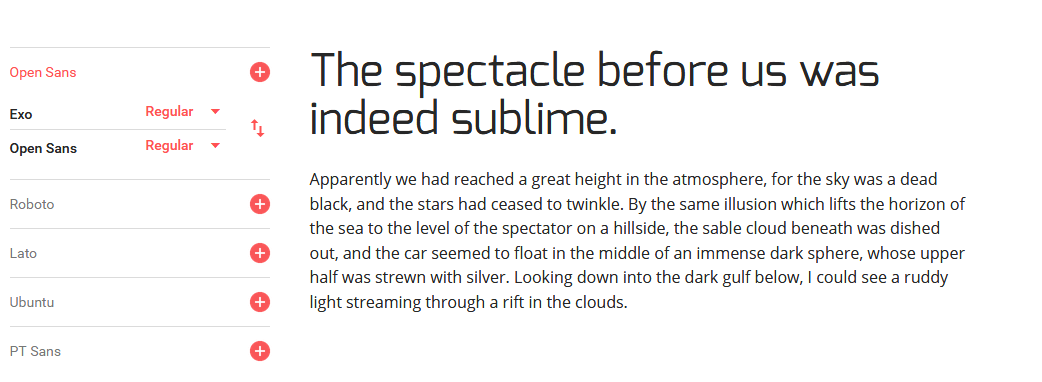 Open Sans
Exo Regular
Open Sans Regular
Roboto
Lato
Ubuntu
PT Sans
The spectacle before us was
indeed sublime.
Apparently we had reached a great height in the atmosphere, for the sky was a dead
black, and the stars had ceased to twinkle. By the same illusion which lifts the horizon of
the sea to the level of the spectator on a hillside, the sable cloud beneath was dished
out, and the car seemed to float in the middle of an immense dark sphere, whose upper
half was strewn with silver. Looking down into the dark gulf below, I could see a ruddy
light streaming through a rift in the clouds.